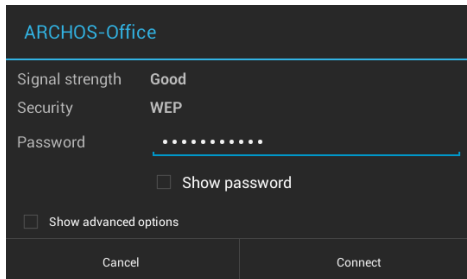 ARCHOS-Office
Signal strength Good
Security WEP
Password •••••••••••
Show password
Show advanced options
Cancel Connect